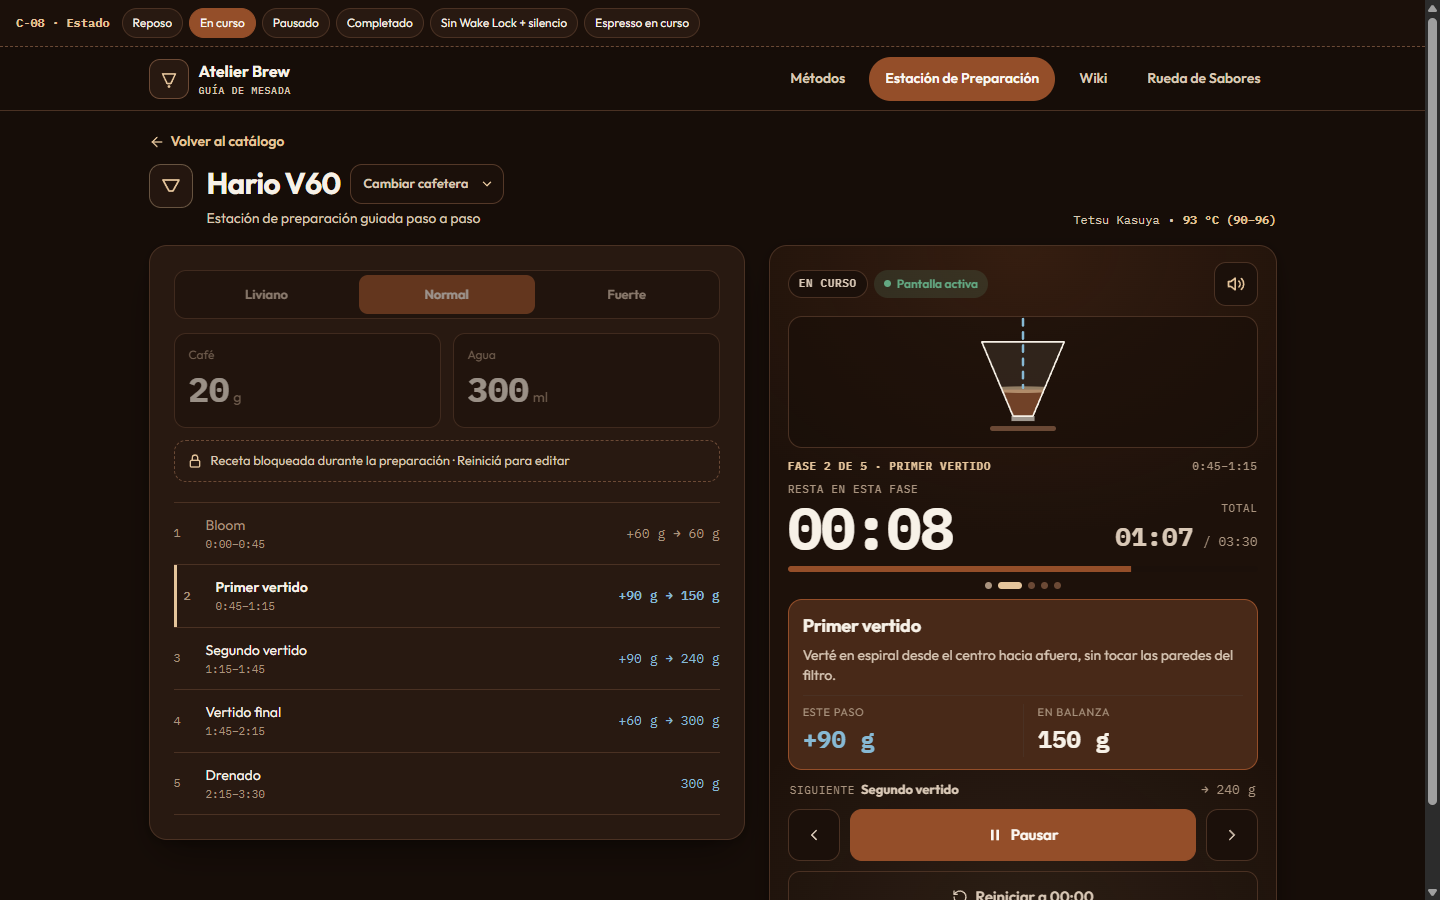 C-08 · Estado
Reposo
En curso
Pausado
Completado
Sin Wake Lock + silencio
Espresso en curso
Atelier Brew
GUÍA DE MESADA
Métodos
Estación de Preparación
Wiki
Rueda de Sabores
← Volver al catálogo
Hario V60
Cambiar cafetera
Estación de preparación guiada paso a paso
Tetsu Kasuya • 93 °C (90–96)
Liviano
Normal
Fuerte
Café
20 g
Agua
300 ml
Receta bloqueada durante la preparación · Reiniciá para editar
1
Bloom
0:00–0:45
+60 g → 60 g
2
Primer vertido
0:45–1:15
+90 g → 150 g
3
Segundo vertido
1:15–1:45
+90 g → 240 g
4
Vertido final
1:45–2:15
+60 g → 300 g
5
Drenado
2:15–3:30
300 g
EN CURSO
Pantalla activa
FASE 2 DE 5 · PRIMER VERTIDO
0:45–1:15
RESTA EN ESTA FASE
00:08
TOTAL
01:07 / 03:30
Primer vertido
Verté en espiral desde el centro hacia afuera, sin tocar las paredes del
filtro.
ESTE PASO
+90 g
EN BALANZA
150 g
SIGUIENTE Segundo vertido
→ 240 g
Pausar
Reiniciar a 00:00